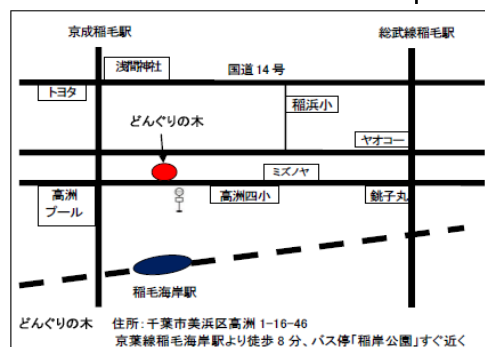 京成稲毛駅
総武線稲毛駅
浅間神社
国道14号
トヨタ
稲浜小
どんぐりの木
ヤオコー
ミズノヤ
高洲
プール
高洲四小
銚子丸
稲毛海岸駅
どんぐりの木 住所:千葉市美浜区高洲 1-16-46
京葉線稲毛海岸駅より徒歩 8 分、バス停「稲岸公園」すぐ近く